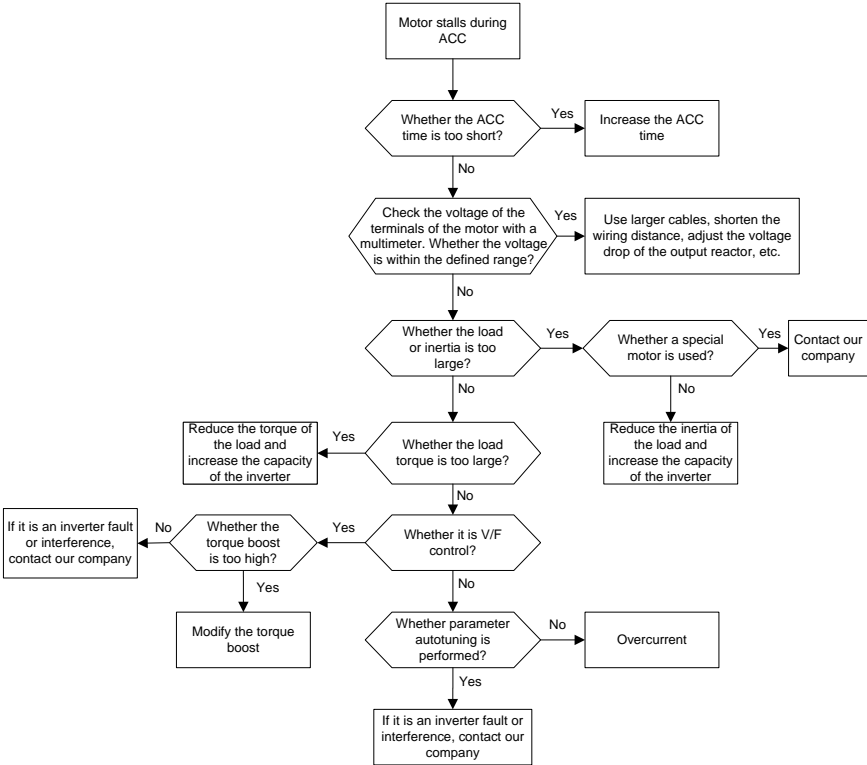 Motor stalls during
ACC
Whether the ACC
time is too short?
Yes
Increase the ACC
time
No
Check the voltage of the
terminals of the motor with a
multimeter. Whether the voltage
is within the defined range?
Yes
Use larger cables, shorten the
wiring distance, adjust the voltage
drop of the output reactor, etc.
No
Whether the load
or inertia is too
large?
Yes
Whether a special
motor is used?
Yes
Contact our
company
No
No
Reduce the torque of
the load and
increase the capacity
of the inverter
Yes
Whether the load
torque is too large?
Reduce the inertia of
the load and
increase the capacity
of the inverter
No
If it is an inverter fault
or interference,
contact our company
No
Whether the
torque boost
is too high?
Yes
Whether it is V/F
control?
Yes
No
Modify the torque
boost
Whether parameter
autotuning is
performed?
No
Overcurrent
Yes
If it is an inverter fault or
interference, contact our
company